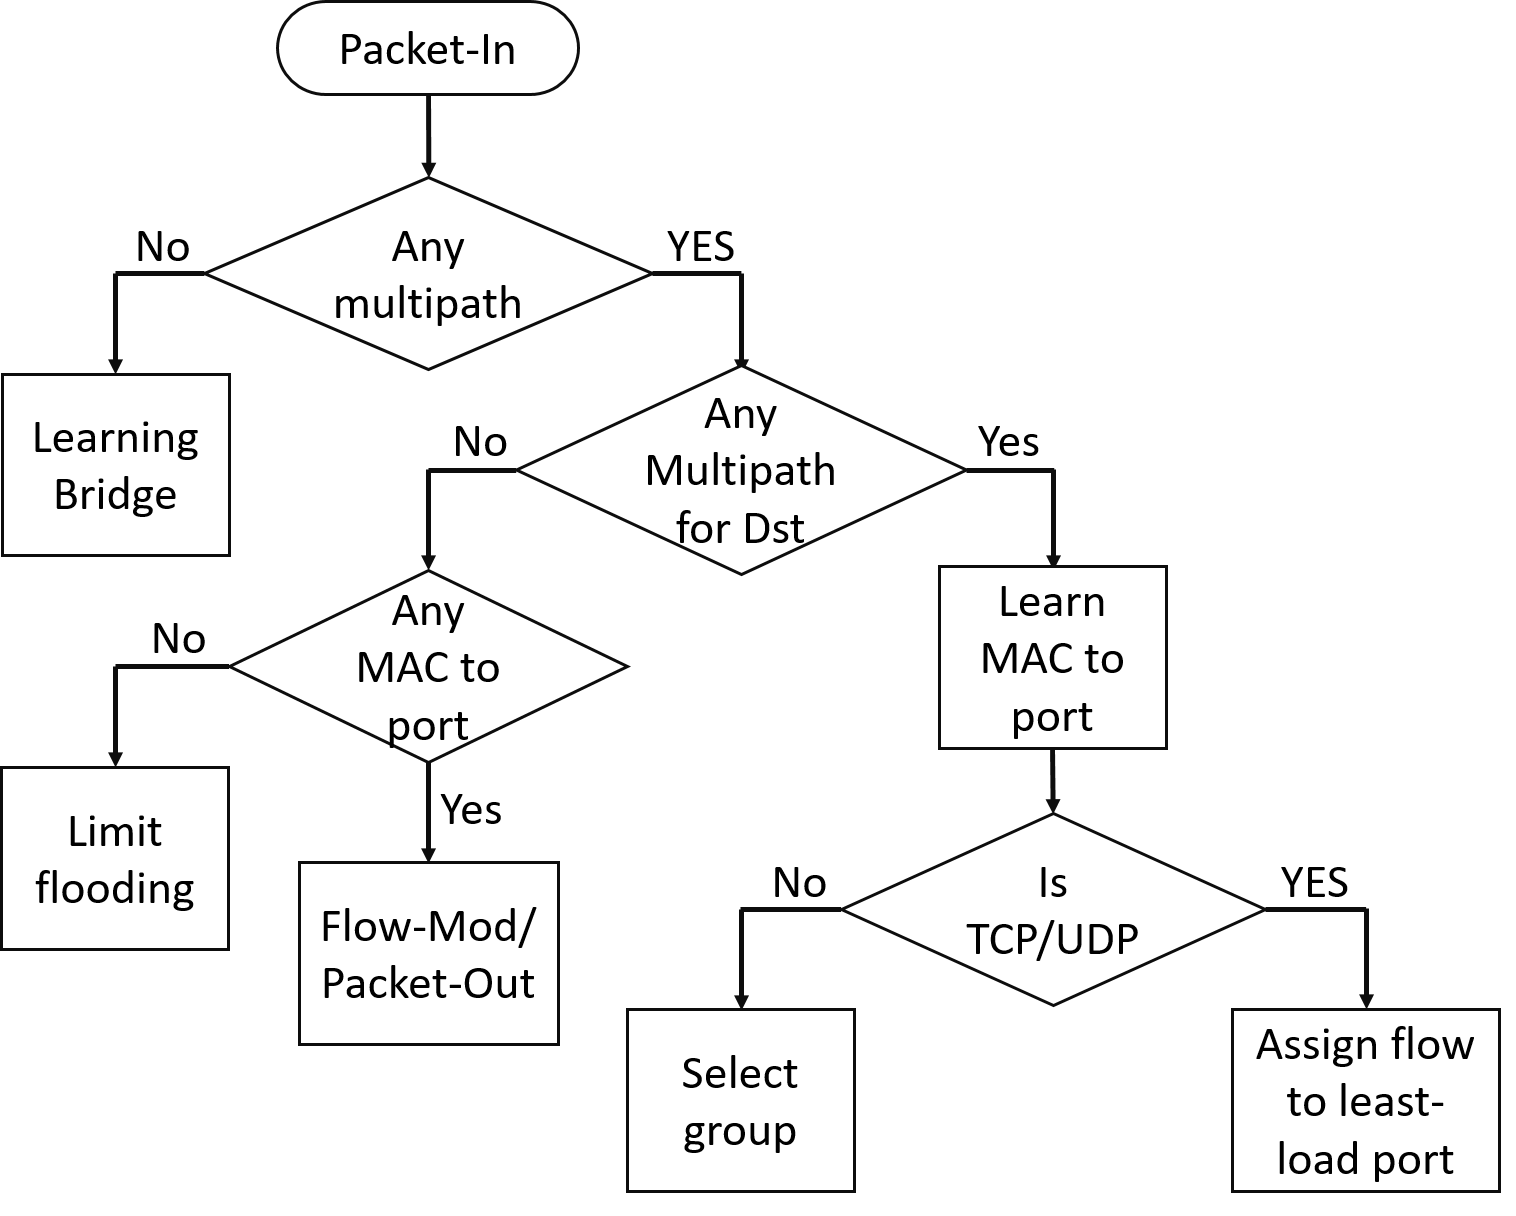 Packet-In
No
YES
Any
multipath
Learning
Bridge
No
Yes
Any
Multipath
for Dst
No
Any
MAC to
port
Yes
Learn
MAC to
port
Limit
flooding
Flow-Mod/
Packet-Out
No
YES
Is
TCP/UDP
Select
group
Assign flow
to least-
load port